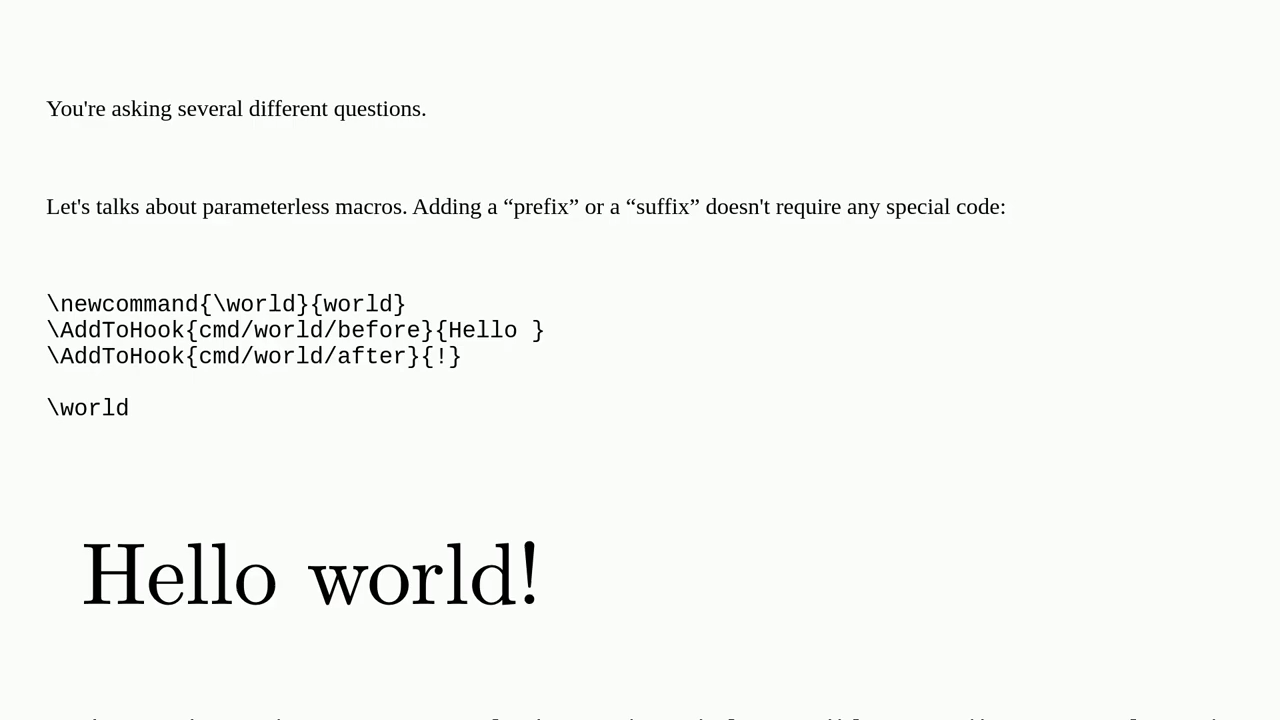 You're asking several different questions.
Let's talks about parameterless macros. Adding a “prefix” or a “suffix” doesn't require any special code:
\newcommand{\world}{world}
\AddToHook{cmd/world/before}{Hello }
\AddToHook{cmd/world/after}{!}
\world
Hello world!